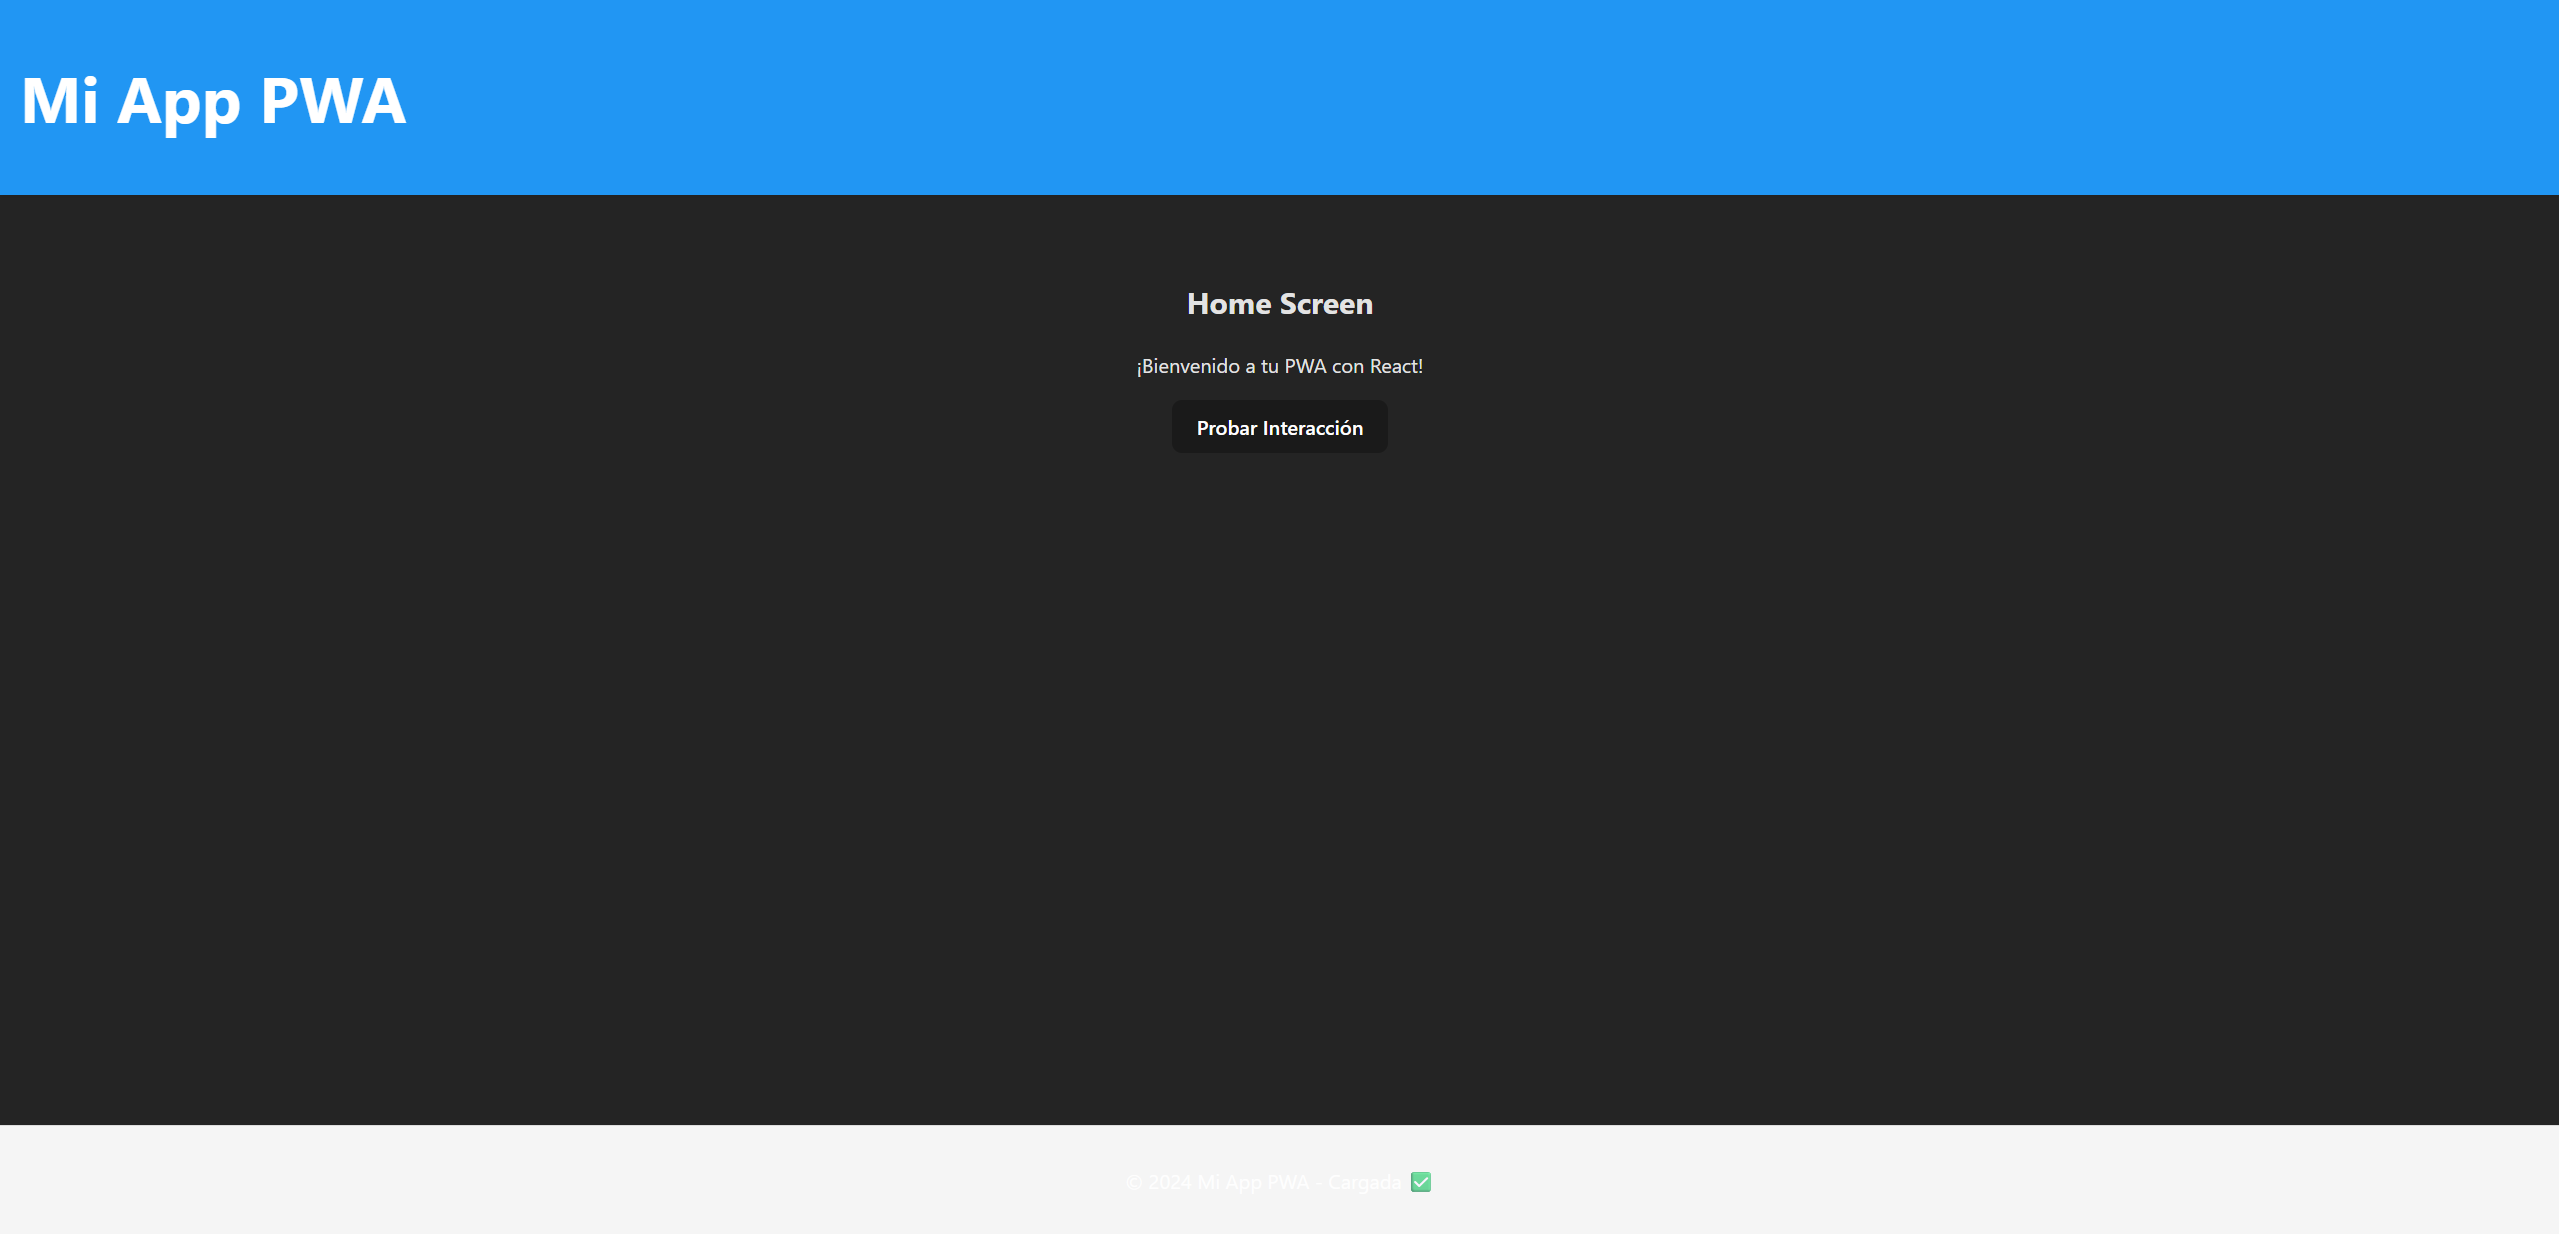 Mi App PWA
Home Screen
¡Bienvenido a tu PWA con React!
Probar Interacción
© 2024 Mi App PWA - Cargada ✅